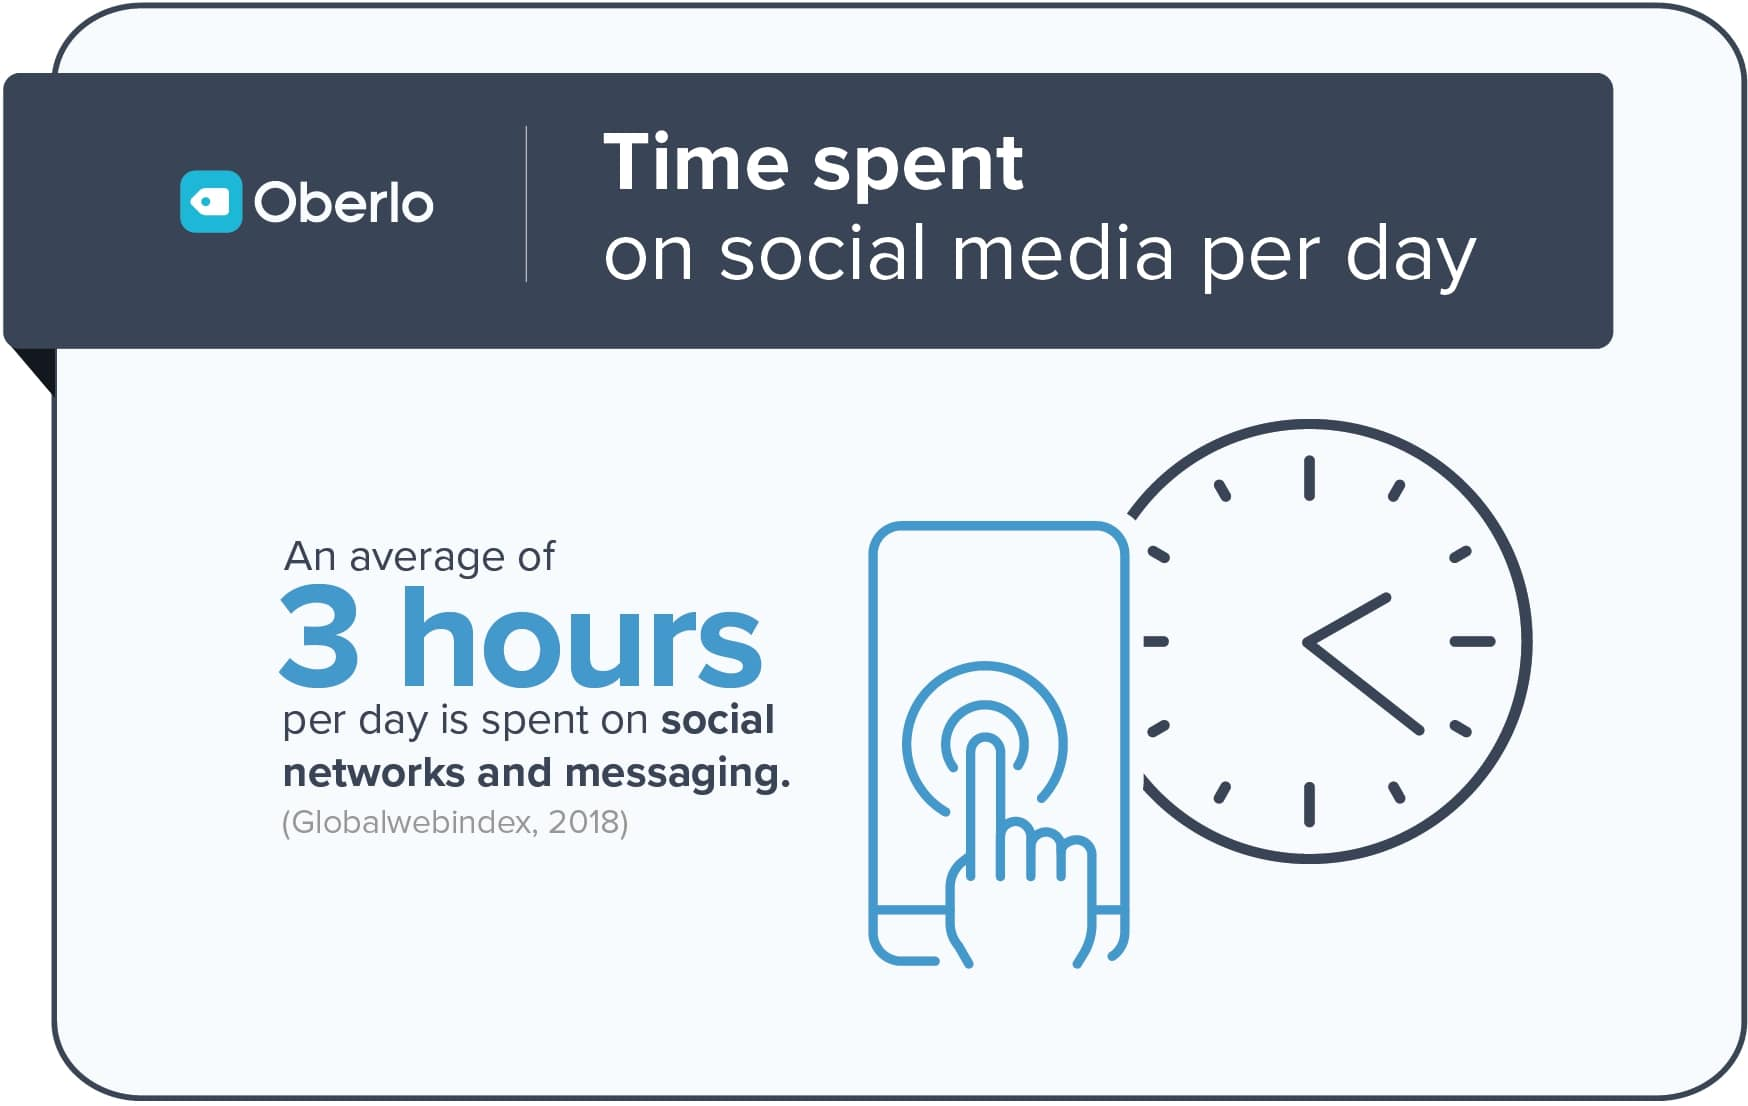 Oberlo
Time spent
on social media per day
An average of
3 hours
per day is spent on social
networks and messaging.
(Globalwebindex, 2018)